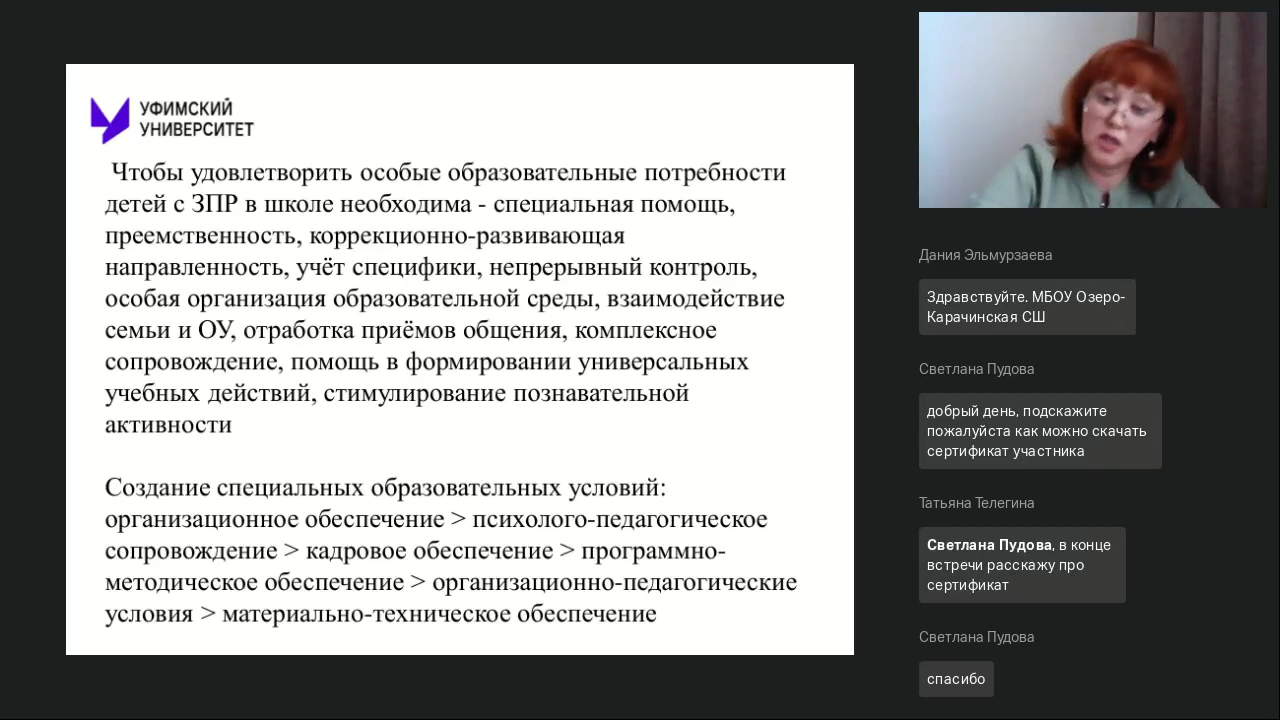 УФИМСКИЙ
УНИВЕРСИТЕТ
Чтобы удовлетворить особые образовательные потребности
детей с ЗПР в школе необходима - специальная помощь,
преемственность, коррекционно-развивающая
направленность, учёт специфики, непрерывный контроль,
особая организация образовательной среды, взаимодействие
семьи и ОУ, отработка приёмов общения, комплексное
сопровождение, помощь в формировании универсальных
учебных действий, стимулирование познавательной
активности
Создание специальных образовательных условий:
организационное обеспечение > психолого-педагогическое
сопровождение > кадровое обеспечение > программно-
методическое обеспечение > организационно-педагогические
условия > материально-техническое обеспечение
Дания Эльмурзаева
Здравствуйте. МБОУ Озеро-
Карачинская СШ
Светлана Пудова
добрый день, подскажите
пожалуйста как можно скачать
сертификат участника
Татьяна Телегина
Светлана Пудова, в конце
встречи расскажу про
сертификат
Светлана Пудова
спасибо